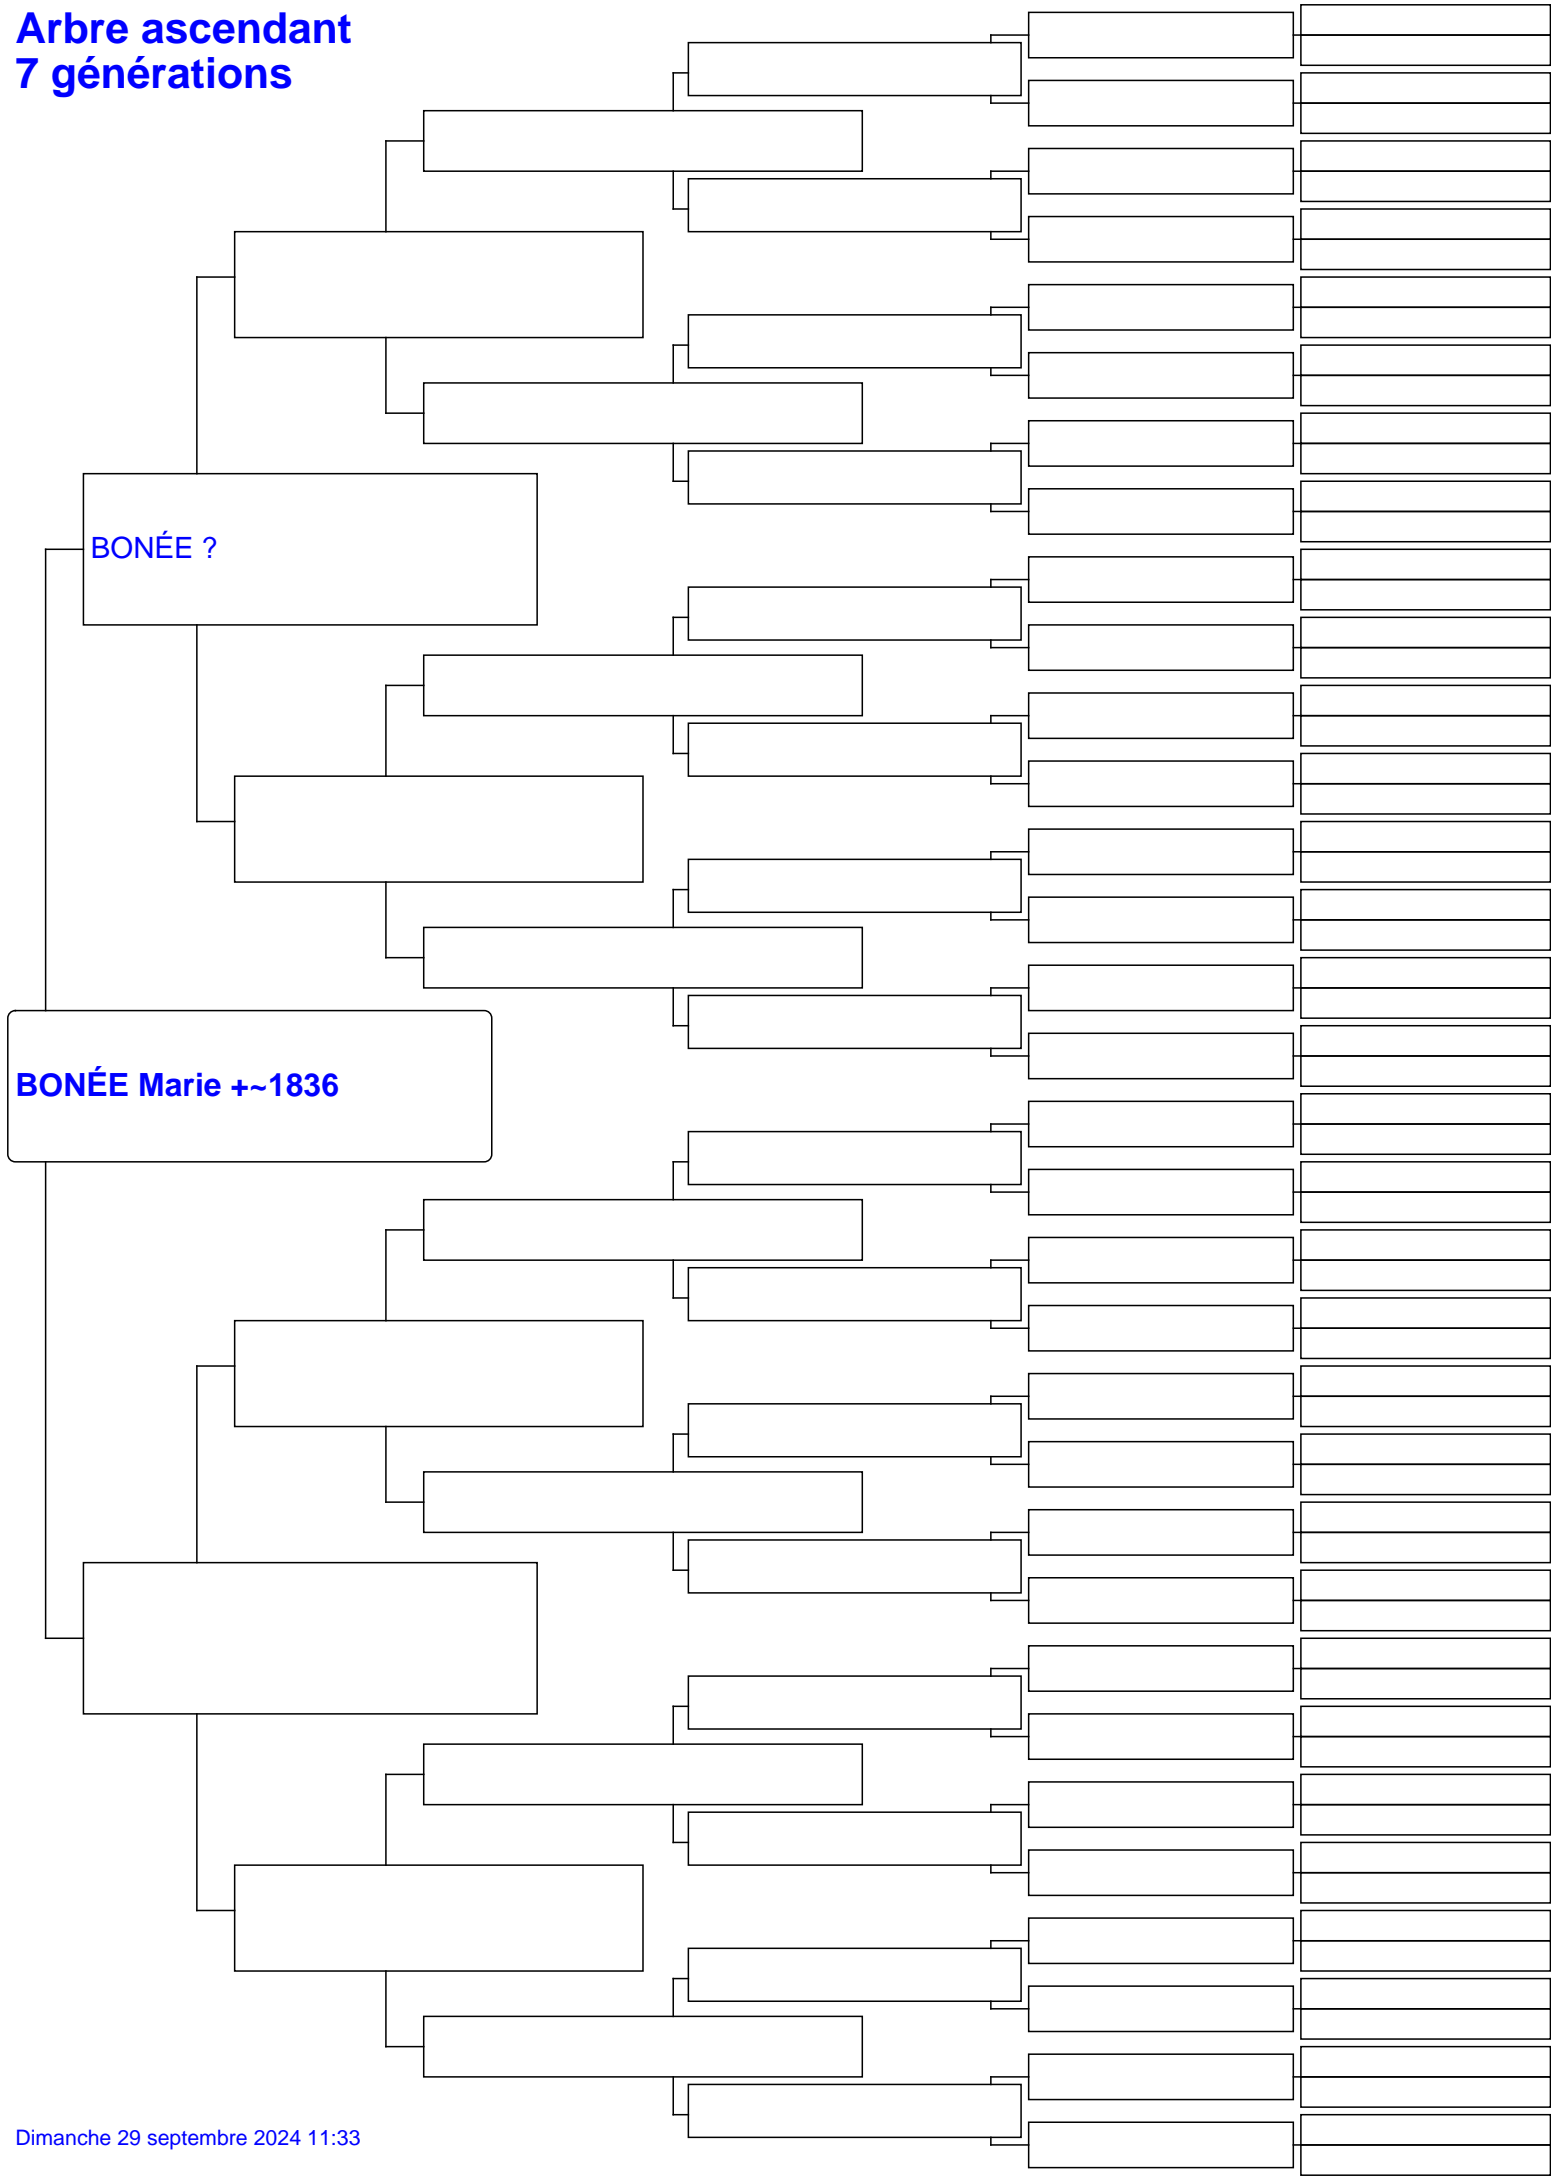 Arbre ascendant
7 générations
BONÉE ?
BONÉE Marie +~1836
Dimanche 29 septembre 2024 11:33